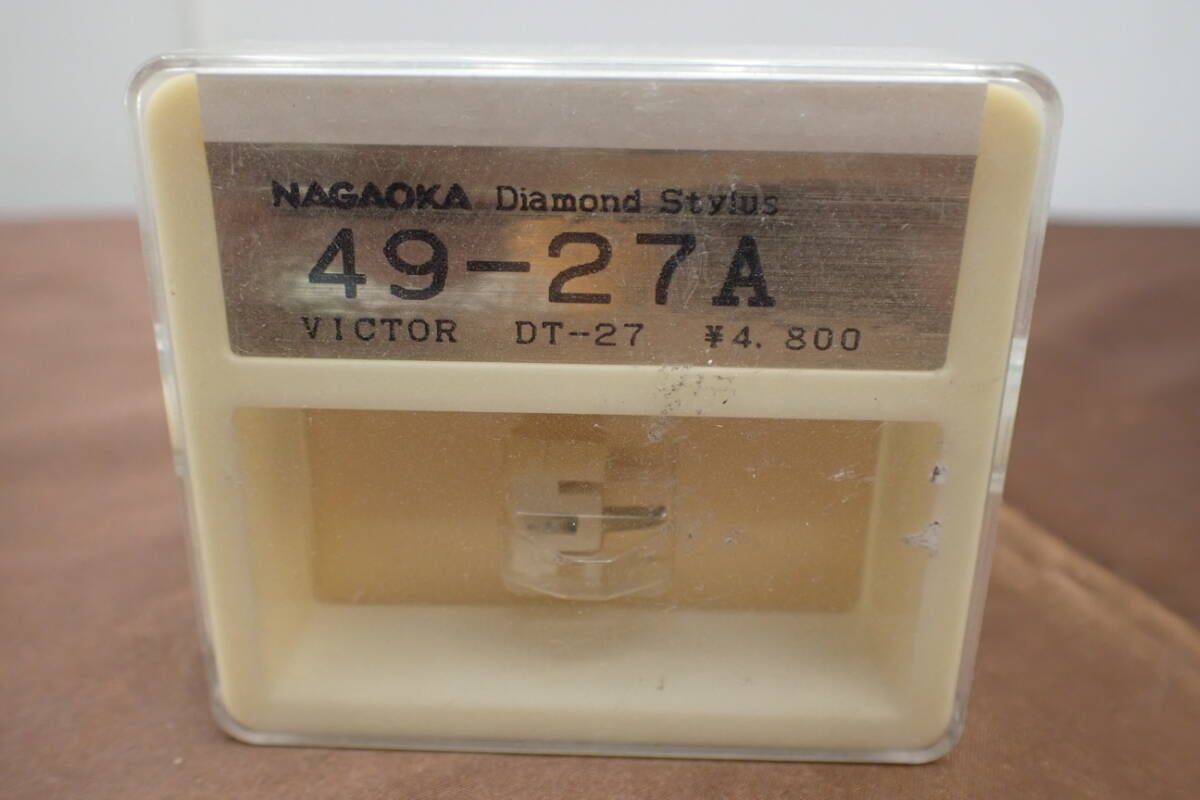 NAGAOKA Diamond Stylus
49-27A
VICTOR DT-27 ¥4.800